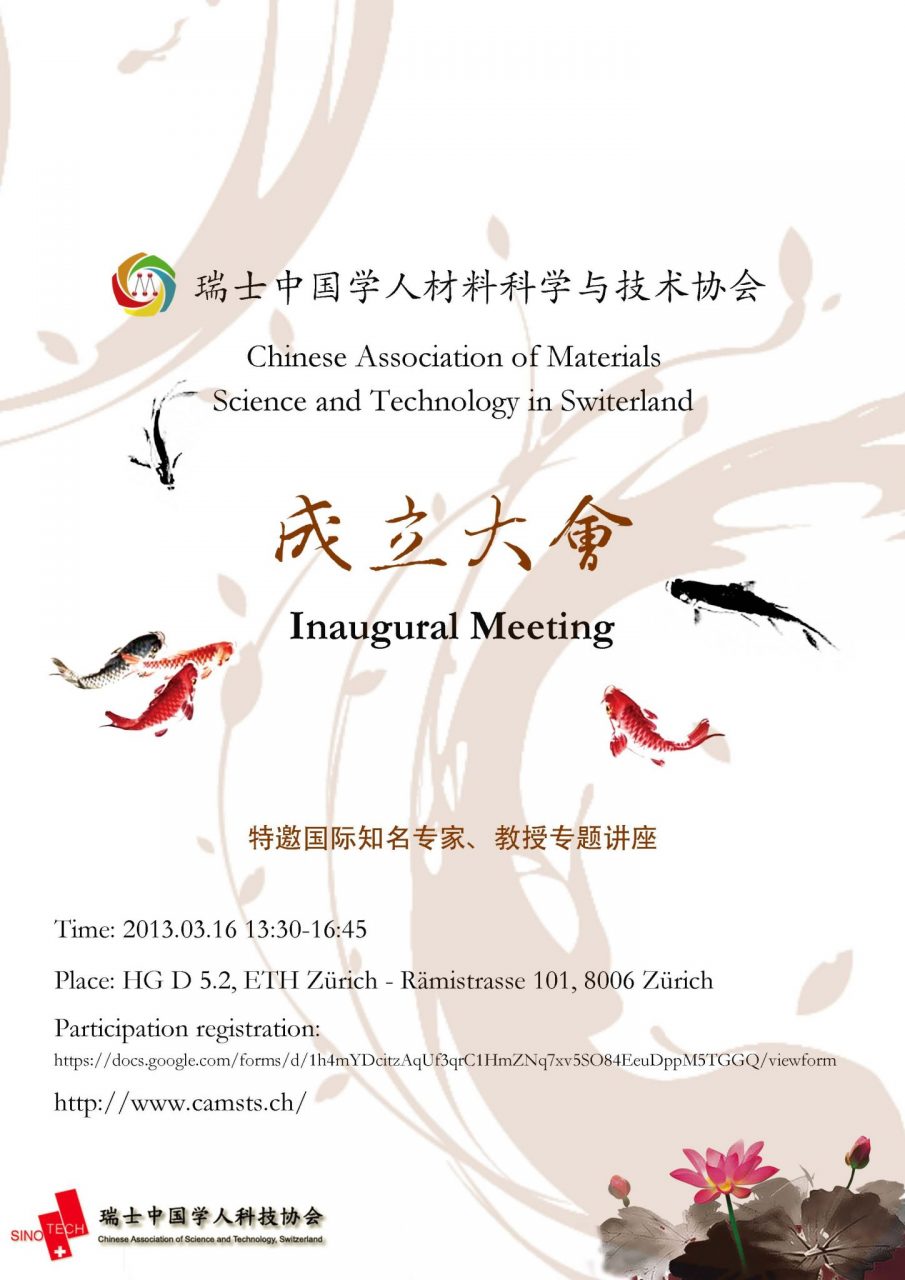 瑞士中国学人材料科学与技术协会
Chinese Association of Materials
Science and Technology in Switerland
成立大會
Inaugural Meeting
特邀国际知名专家、教授专题讲座
Time: 2013.03.16 13:30-16:45
Place: HG D 5.2, ETH Zürich - Rämistrasse 101, 8006 Zürich
Participation registration:
https://docs.google.com/forms/d/1h4mYDcitzAqUf3qrC1HmZNq7xv5SO84EeuDppM5TGGQ/viewform
http://www.camsts.ch/
SINO TECH
瑞士中国学人科技协会
Chinese Association of Science and Technology, Switzerland